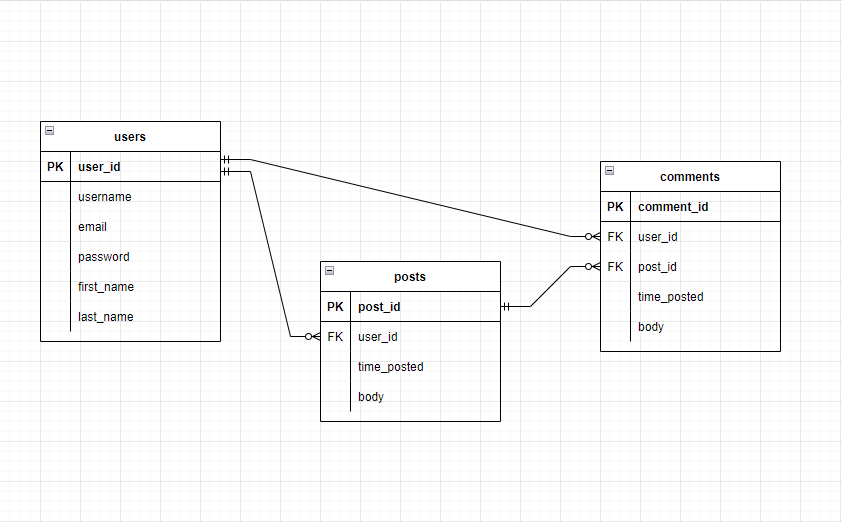 users
PK user_id
username
email
password
first_name
last_name
posts
PK post_id
FK user_id
time_posted
body
comments
PK comment_id
FK user_id
FK post_id
time_posted
body